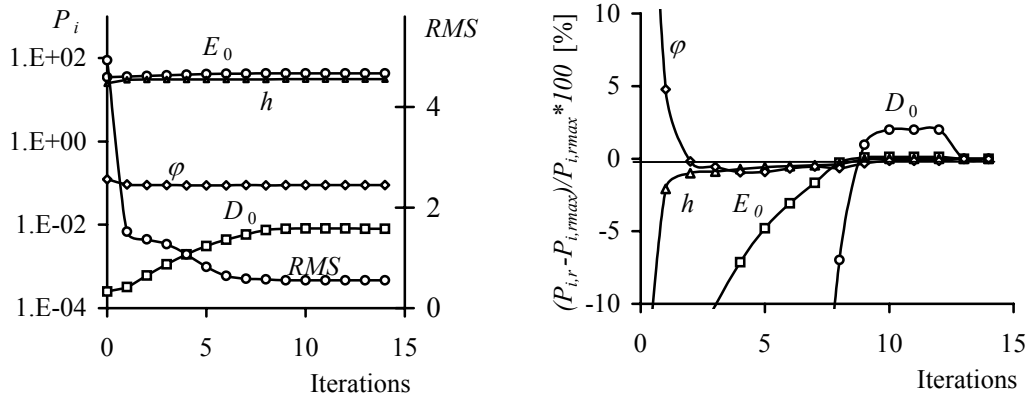 P i
RMS
1.E+02
1.E+00
1.E-02
1.E-04
E 0
h
φ
D 0
RMS
4
2
0
0
5
10
15
Iterations
(P i,r -P i,rmax)/P i,rmax*100 [%]
10
5
0
-5
-10
φ
D 0
h
E 0
0
5
10
15
Iterations